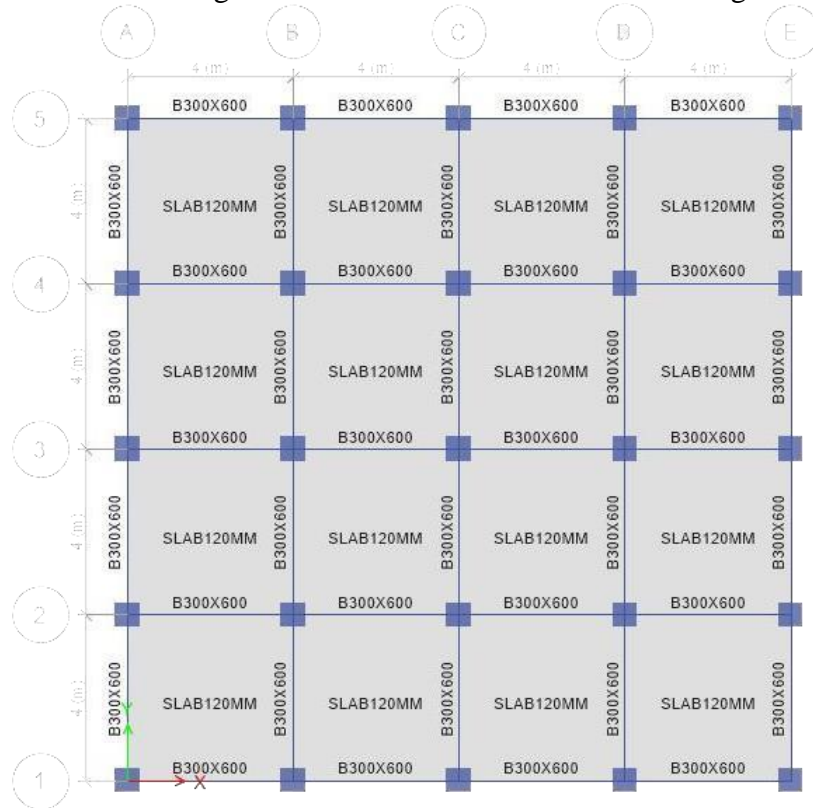 A B C D E
4 (m) 4 (m) 4 (m) 4 (m)
5 B300X600 B300X600 B300X600 B300X600
4 (m) B300X600 SLAB120MM B300X600 SLAB120MM B300X600 SLAB120MM B300X600 SLAB120MM B300X600
4 B300X600 B300X600 B300X600 B300X600
4 (m) B300X600 SLAB120MM B300X600 SLAB120MM B300X600 SLAB120MM B300X600 SLAB120MM B300X600
3 B300X600 B300X600 B300X600 B300X600
4 (m) B300X600 SLAB120MM B300X600 SLAB120MM B300X600 SLAB120MM B300X600 SLAB120MM B300X600
2 B300X600 B300X600 B300X600 B300X600
4 (m) B300X600 SLAB120MM B300X600 SLAB120MM B300X600 SLAB120MM B300X600 SLAB120MM B300X600
Y
1 B300X600 B300X600 B300X600 B300X600
X